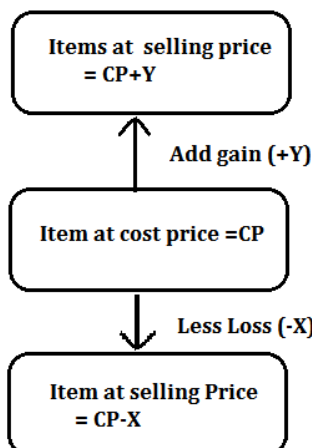 Items at selling price
= CP+Y
Add gain (+Y)
Item at cost price =CP
Less Loss (-X)
Item at selling Price
= CP-X